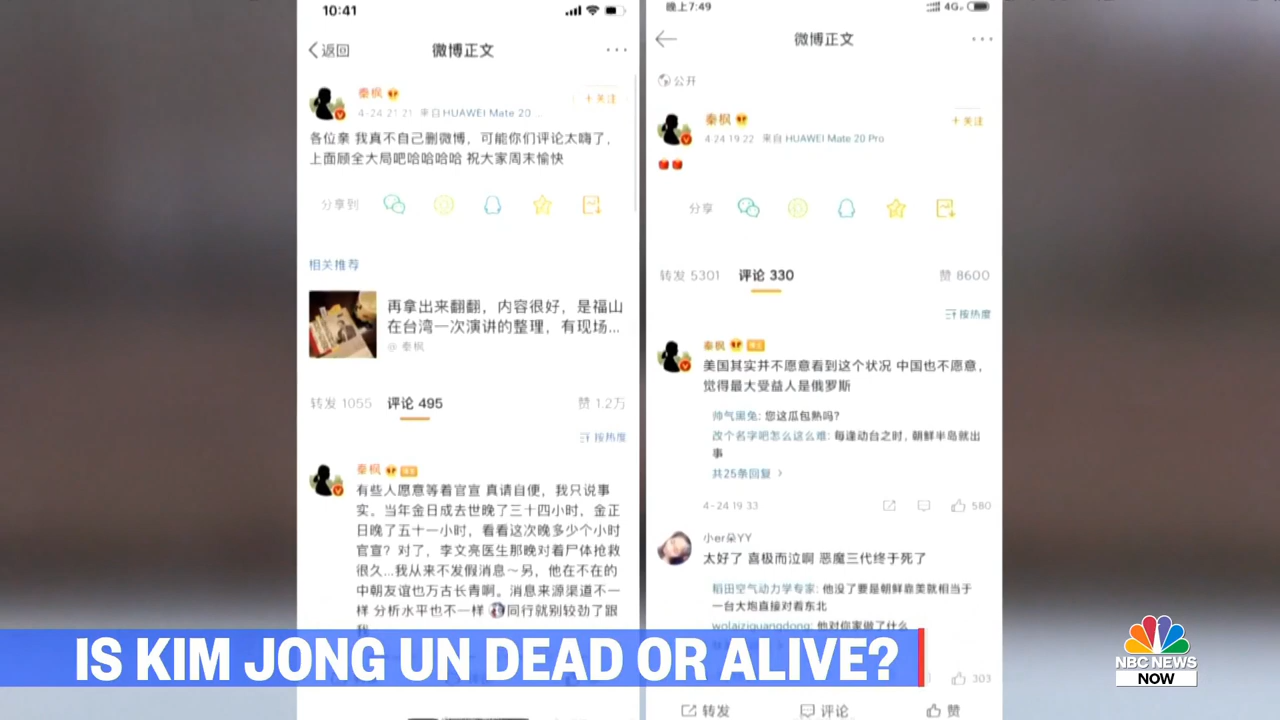 10:41
返回
微博正文
秦枫
+关注
4-24 21:21 来自 HUAWEI Mate 20 ...
各位亲 我真不自己删微博，可能你们评论太嗨了，
上面顾全大局吧哈哈哈哈 祝大家周末愉快
分享到
相关推荐
再拿出来翻翻，内容很好，是福山
在台湾一次演讲的整理，有现场...
@ 秦枫
转发 1055 评论 495 赞 1.2万
按热度
秦枫 博主
有些人愿意等着官宣 真请自便，我只说事
实。当年金日成去世晚了三十四小时，金正
日晚了五十一小时，看看这次晚多少个小时
官宣？对了，李文亮医生那晚对着尸体抢救
很久...我从来不发假消息～另，他在不在的
中朝友谊也万古长青啊。消息来源渠道不一
样 分析水平也不一样 同行就别较劲了跟
我
晚上7:49
4G
微博正文
公开
秦枫
+关注
4-24 19:22 来自 HUAWEI Mate 20 Pro
分享
转发 5301 评论 330 赞 8600
按热度
秦枫 博主
美国其实并不愿意看到这个状况 中国也不愿意，
觉得最大受益人是俄罗斯
帅气黑兔: 您这瓜包熟吗?
改个名字吧怎么这么难: 每逢动台之时，朝鲜半岛就出
事
共25条回复 >
4-24 19:33
580
小er朵YY
太好了 喜极而泣啊 恶魔三代终于死了
稻田空气动力学专家: 他没了要是朝鲜靠美就相当于
一台大炮直接对着东北
wolaiziguangdong: 他对你家做了什么
303
转发 评论 赞
IS KIM JONG UN DEAD OR ALIVE?
NBC NEWS
NOW